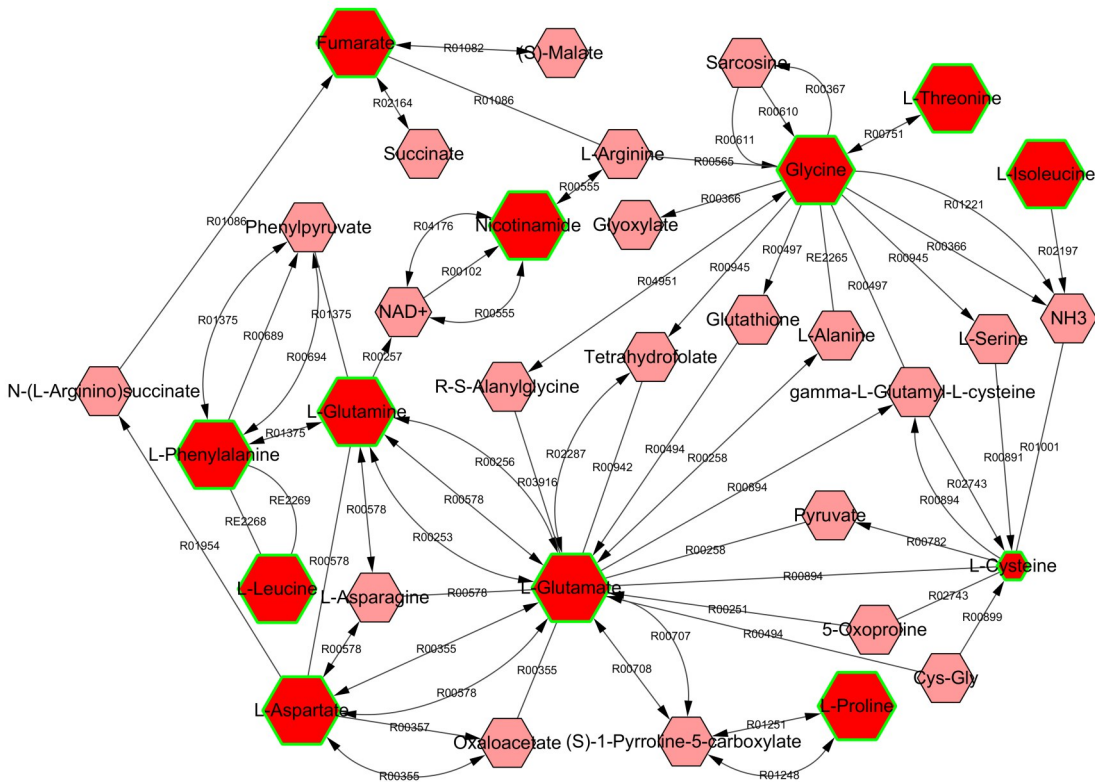 Fumarate
R01082
(S)-Malate
Sarcosine
R00367
L-Threonine
R02164
R01086
R00610
R00611
R00751
Succinate
L-Arginine
R00565
Glycine
L-Isoleucine
R00555
R00366
R01221
Phenylpyruvate
R01086
R04176
Nicotinamide
Glyoxylate
R00497
RE2265
R00945
R00366
R02197
R00945
R00497
R04951
R00102
R00555
NAD+
Glutathione
L-Alanine
L-Serine
NH3
R01375
R00689
R01375
R00694
R00257
Tetrahydrofolate
R-S-Alanylglycine
gamma-L-Glutamyl-L-cysteine
N-(L-Arginino)succinate
L-Glutamine
R01375
L-Phenylalanine
R00256
R03916
R02287
R00942
R00494
R00258
R00891
R01001
R02743
R00894
R00894
RE2269
RE2268
R00578
R00578
R00253
Pyruvate
R00782
R00258
R01954
R00578
L-Leucine
L-Asparagine
R00578
L-Glutamate
R00894
L-Cysteine
R02743
R00251
R00494
R00899
5-Oxoproline
R00578
R00355
R00578
R00355
R00707
R00708
Cys-Gly
L-Aspartate
R00357
L-Proline
R01251
Oxaloacetate
(S)-1-Pyrroline-5-carboxylate
R00355
R01248